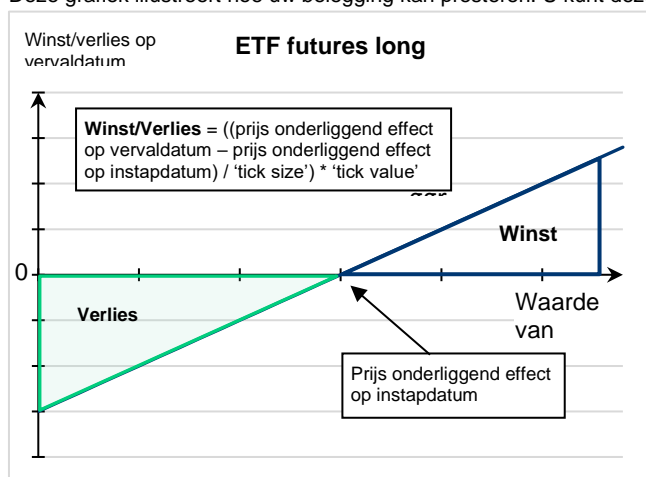 Deze grafiek illustreert hoe uw belegging kan presteren. U kunt dez
Winst/verlies op
vervaldatum
ETF futures long
Winst/Verlies = ((prijs onderliggend effect
op vervaldatum – prijs onderliggend effect
op instapdatum) / ‘tick size’) * ‘tick value’
Winst
0
Verlies
Waarde
van
Prijs onderliggend effect
op instapdatum